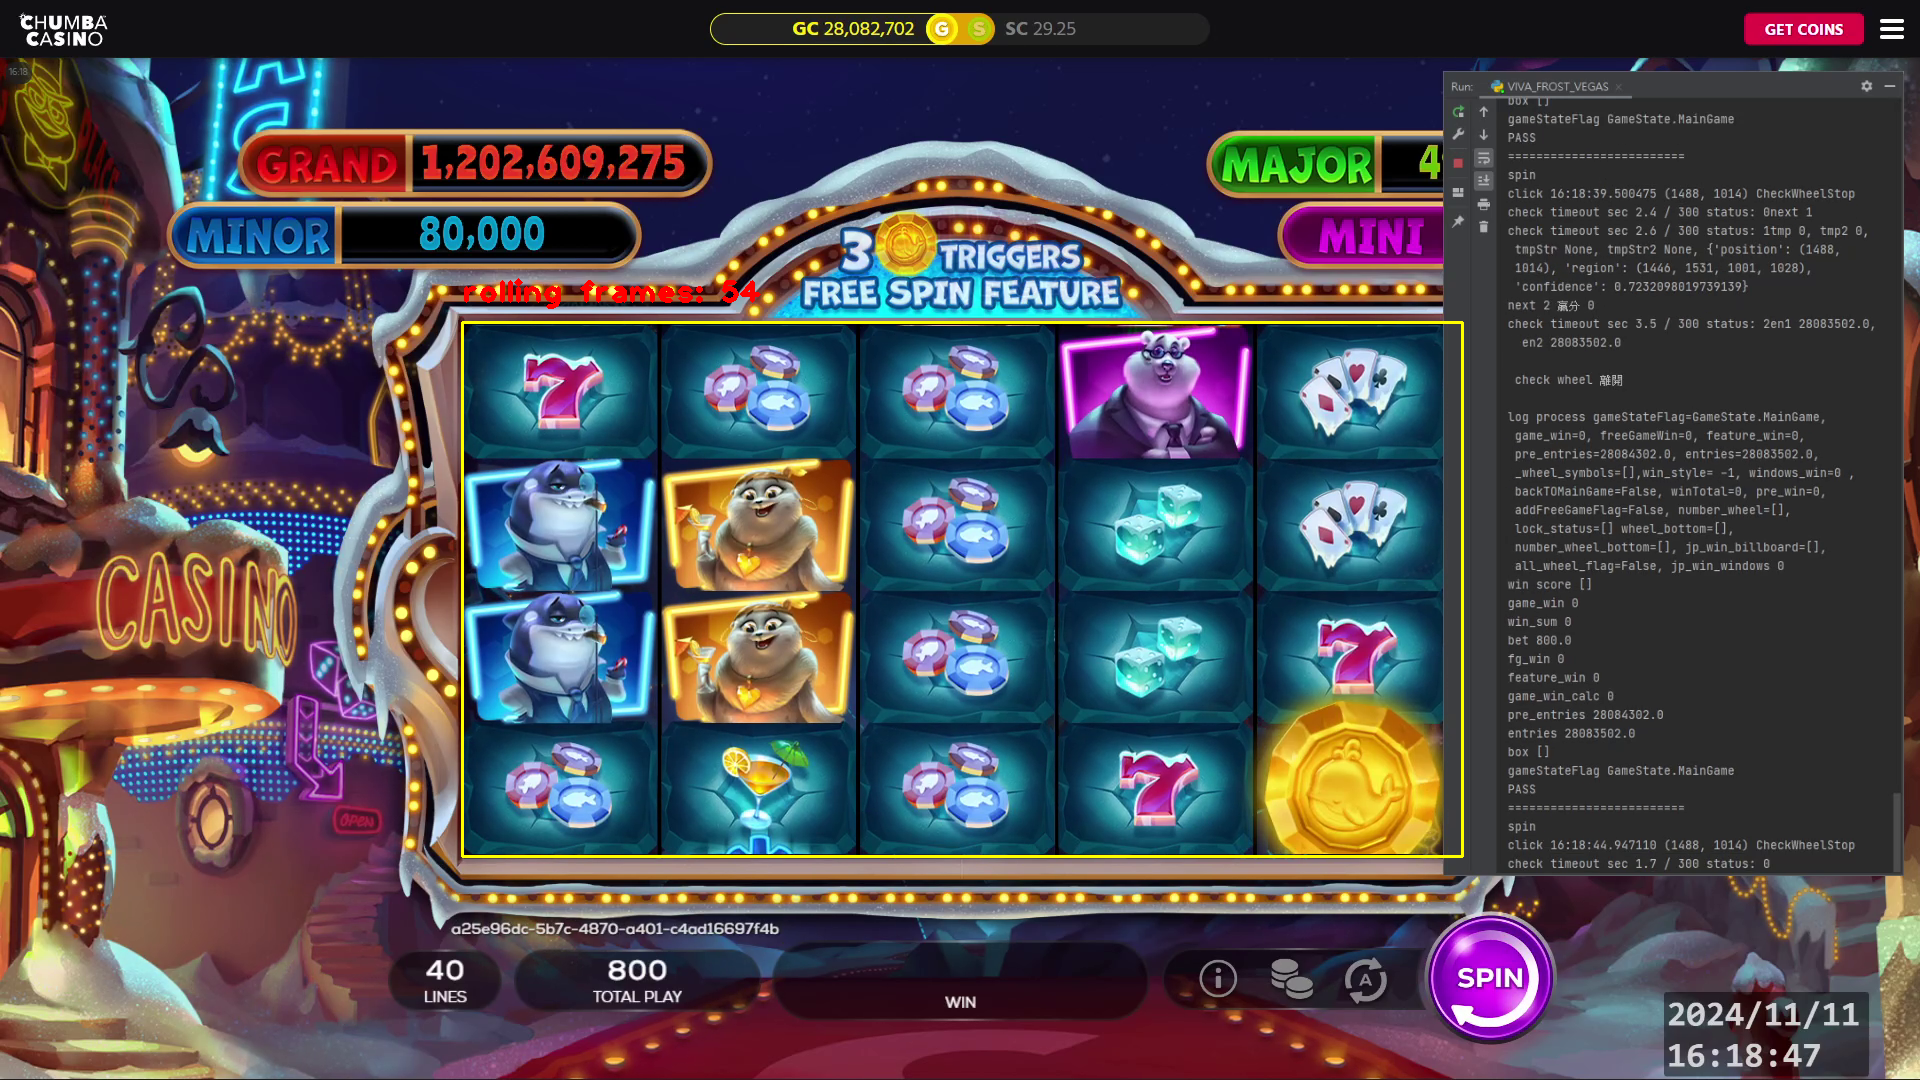 CHUMBA
CASINO
GC 28,082,702
G
S
SC 29.25
GET COINS
16:18
GRAND 1,202,609,275
MAJOR 4
MINOR 80,000
MINI
3 TRIGGERS
FREE SPIN FEATURE
rolling frames: 54
CASINO
OPEN
a25e96dc-5b7c-4870-a401-c4ad16697f4b
40
LINES
800
TOTAL PLAY
WIN
A
SPIN
2024/11/11
16:18:47
Run: VIVA_FROST_VEGAS
box []
gameStateFlag GameState.MainGame
PASS
=========================
spin
click 16:18:39.500475 (1488, 1014) CheckWheelStop
check timeout sec 2.4 / 300 status: 0next 1
check timeout sec 2.6 / 300 status: 1tmp 0, tmp2 0,
tmpStr None, tmpStr2 None, {'position': (1488,
1014), 'region': (1446, 1531, 1001, 1028),
'confidence': 0.7232098019739139}
next 2 贏分 0
check timeout sec 3.5 / 300 status: 2en1 28083502.0,
en2 28083502.0
check wheel 離開
log process gameStateFlag=GameState.MainGame,
game_win=0, freeGameWin=0, feature_win=0,
pre_entries=28084302.0, entries=28083502.0,
_wheel_symbols=[],win_style= -1, windows_win=0 ,
backTOMainGame=False, winTotal=0, pre_win=0,
addFreeGameFlag=False, number_wheel=[],
lock_status=[] wheel_bottom=[],
number_wheel_bottom=[], jp_win_billboard=[],
all_wheel_flag=False, jp_win_windows 0
win score []
game_win 0
win_sum 0
bet 800.0
fg_win 0
feature_win 0
game_win_calc 0
pre_entries 28084302.0
entries 28083502.0
box []
gameStateFlag GameState.MainGame
PASS
=========================
spin
click 16:18:44.947110 (1488, 1014) CheckWheelStop
check timeout sec 1.7 / 300 status: 0